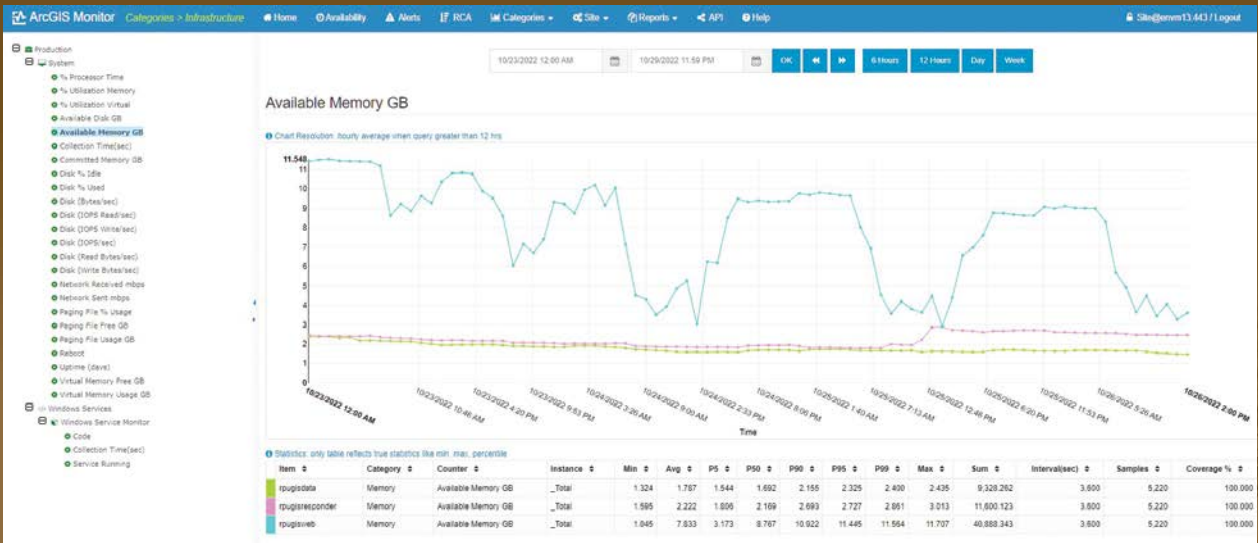 ArcGIS Monitor Categories > Infrastructure Home Availability Alerts RCA Categories Site Reports API Help Site@envm13.443 / Logout
Production
System
% Processor Time
% Utilization Memory
% Utilization Virtual
Available Disk GB
Available Memory GB
Collection Time(sec)
Committed Memory GB
Disk % Idle
Disk % Used
Disk (Bytes/sec)
Disk (IOPS Read/sec)
Disk (IOPS Write/sec)
Disk (IOPS/sec)
Disk (Read Bytes/sec)
Disk (Write Bytes/sec)
Network Received mbps
Network Sent mbps
Paging File % Usage
Paging File Free GB
Paging File Usage GB
Reboot
Uptime (days)
Virtual Memory Free GB
Virtual Memory Usage GB
Windows Services
Windows Service Monitor
Code
Collection Time(sec)
Service Running
10/23/2022 12:00 AM 10/29/2022 11:59 PM OK 6 Hours 12 Hours Day Week
Available Memory GB
Chart Resolution: hourly average when query greater than 12 hrs
11.548
11
10
9
8
7
6
5
4
3
2
1
0
10/23/2022 12:00 AM
10/23/2022 10:46 AM
10/23/2022 4:20 PM
10/23/2022 9:53 PM
10/24/2022 3:26 AM
10/24/2022 9:00 AM
10/24/2022 2:33 PM
10/24/2022 8:06 PM
10/25/2022 1:40 AM
10/25/2022 7:13 AM
10/25/2022 12:46 PM
10/25/2022 6:20 PM
10/25/2022 11:53 PM
10/26/2022 5:26 AM
10/26/2022 2:00 PM
Time
Statistics: only table reflects true statistics like min, max, percentile
Item Category Counter Instance Min Avg P5 P50 P90 P95 P99 Max Sum Interval(sec) Samples Coverage %
rpugisdata Memory Available Memory GB _Total 1.324 1.787 1.544 1.692 2.155 2.325 2.400 2.435 9,328.262 3,600 5,220 100.000
rpugisresponder Memory Available Memory GB _Total 1.595 2.222 1.806 2.169 2.693 2.727 2.861 3.013 11,600.123 3,600 5,220 100.000
rpugisweb Memory Available Memory GB _Total 1.045 7.833 3.173 8.767 10.922 11.445 11.564 11.707 40,888.343 3,600 5,220 100.000